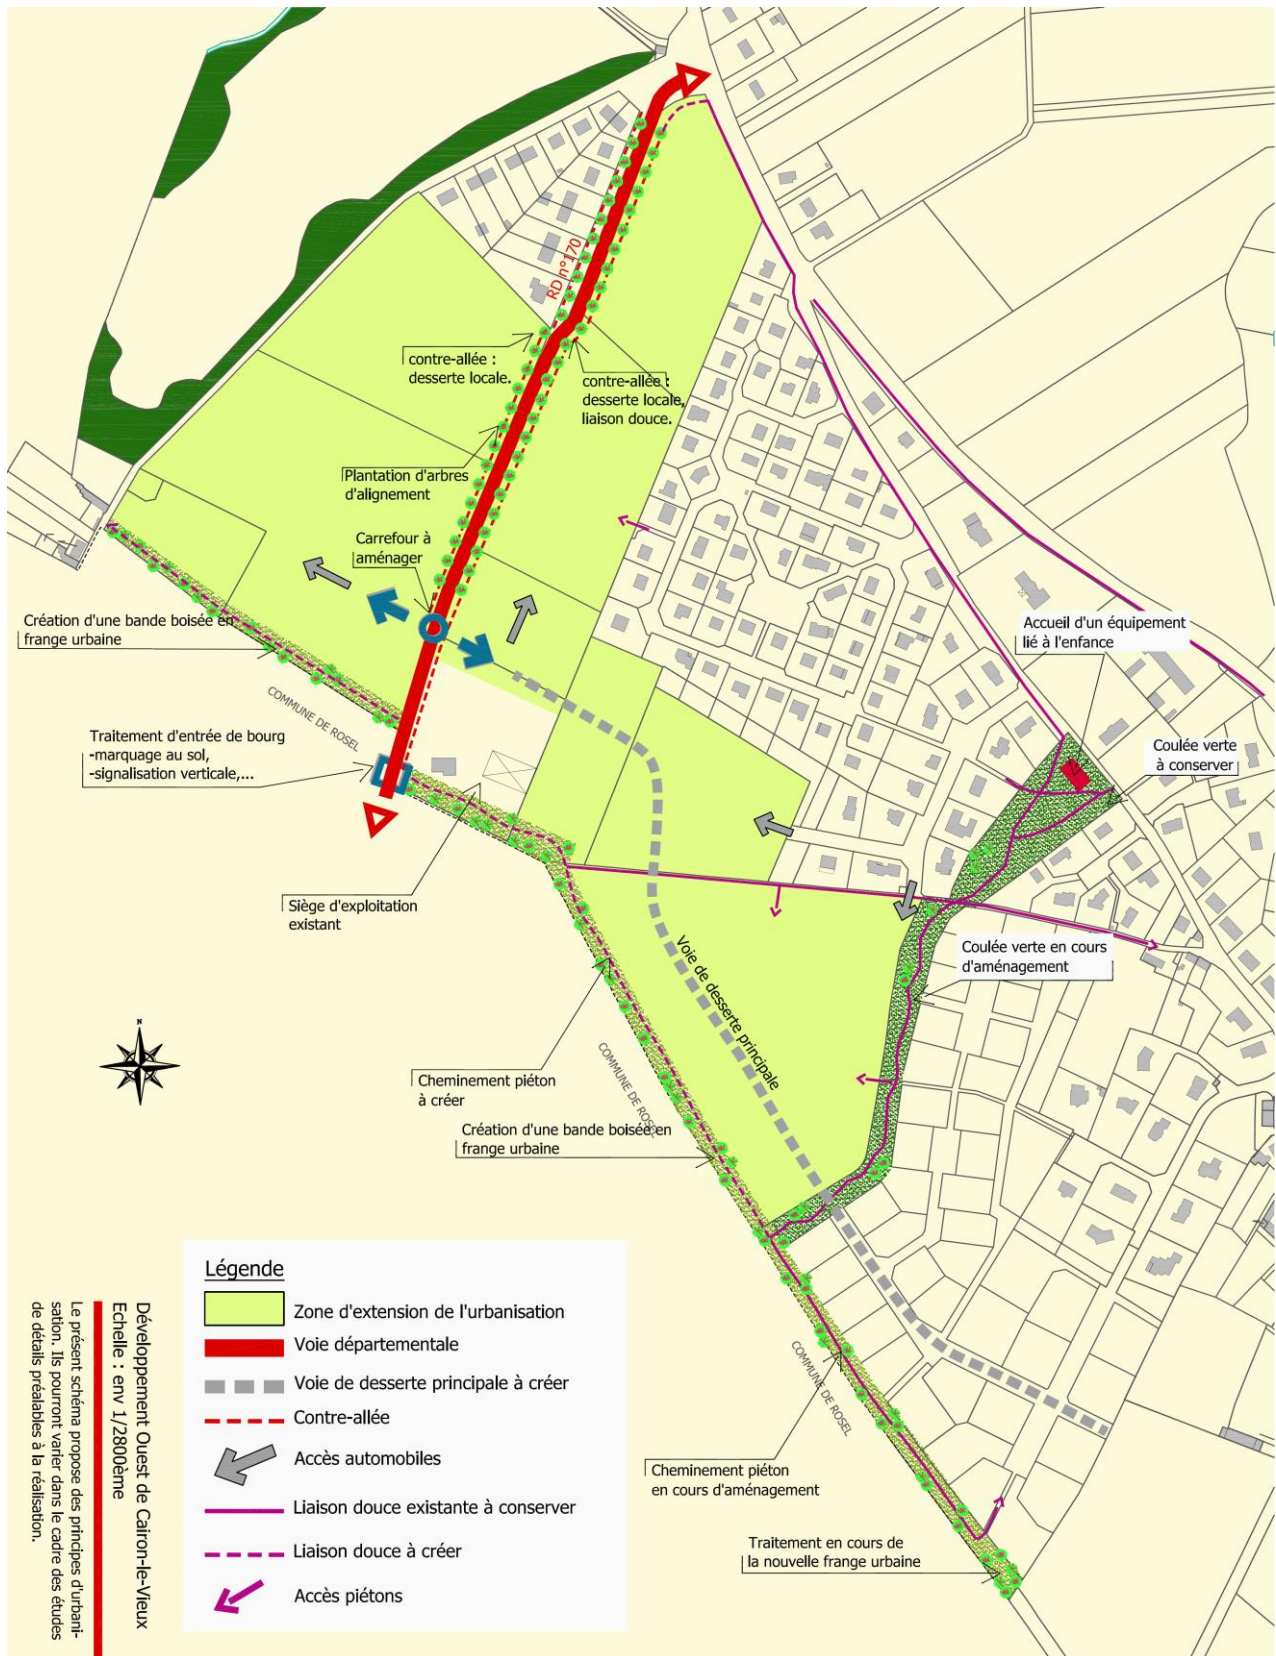 RD n°170
contre-allée :
desserte locale.
contre-allée :
desserte locale,
liaison douce.
Plantation d'arbres
d'alignement
Carrefour à
aménager
Création d'une bande boisée en
frange urbaine
COMMUNE DE ROSEL
Accueil d'un équipement
lié à l'enfance
Traitement d'entrée de bourg
-marquage au sol,
-signalisation verticale,...
Coulée verte
à conserver
Siège d'exploitation
existant
Coulée verte en cours
d'aménagement
Voie de desserte principale
Cheminement piéton
à créer
COMMUNE DE ROSEL
Création d'une bande boisée en
frange urbaine
N
COMMUNE DE ROSEL
Cheminement piéton
en cours d'aménagement
Traitement en cours de
la nouvelle frange urbaine
Légende
Zone d'extension de l'urbanisation
Voie départementale
Voie de desserte principale à créer
Contre-allée
Accès automobiles
Liaison douce existante à conserver
Liaison douce à créer
Accès piétons
Développement Ouest de Cairon-le-Vieux
Echelle : env 1/2800ème
Le présent schéma propose des principes d'urbani-
sation. Ils pourront varier dans le cadre des études
de détails préalables à la réalisation.